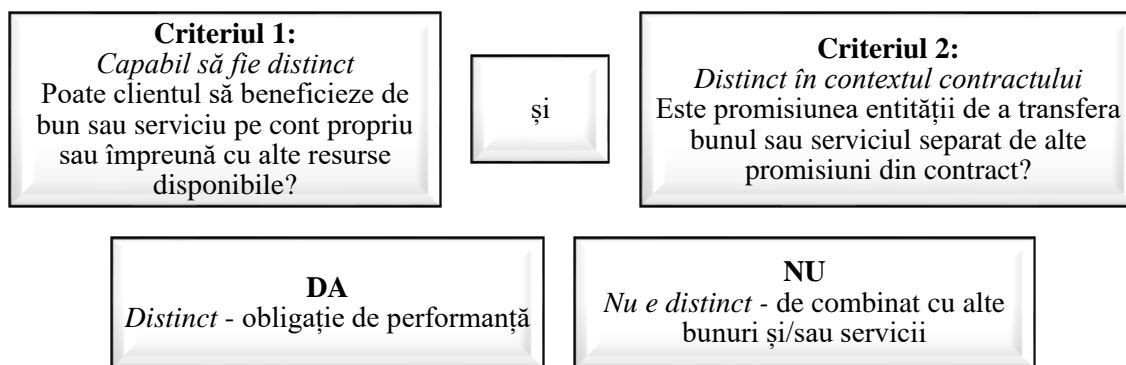 Criteriul 1:
Capabil să fie distinct
Poate clientul să beneficieze de
bun sau serviciu pe cont propriu
sau împreună cu alte resurse
disponibile?
și
Criteriul 2:
Distinct în contextul contractului
Este promisiunea entității de a transfera
bunul sau serviciul separat de alte
promisiuni din contract?
DA
Distinct - obligație de performanță
NU
Nu e distinct - de combinat cu alte
bunuri și/sau servicii